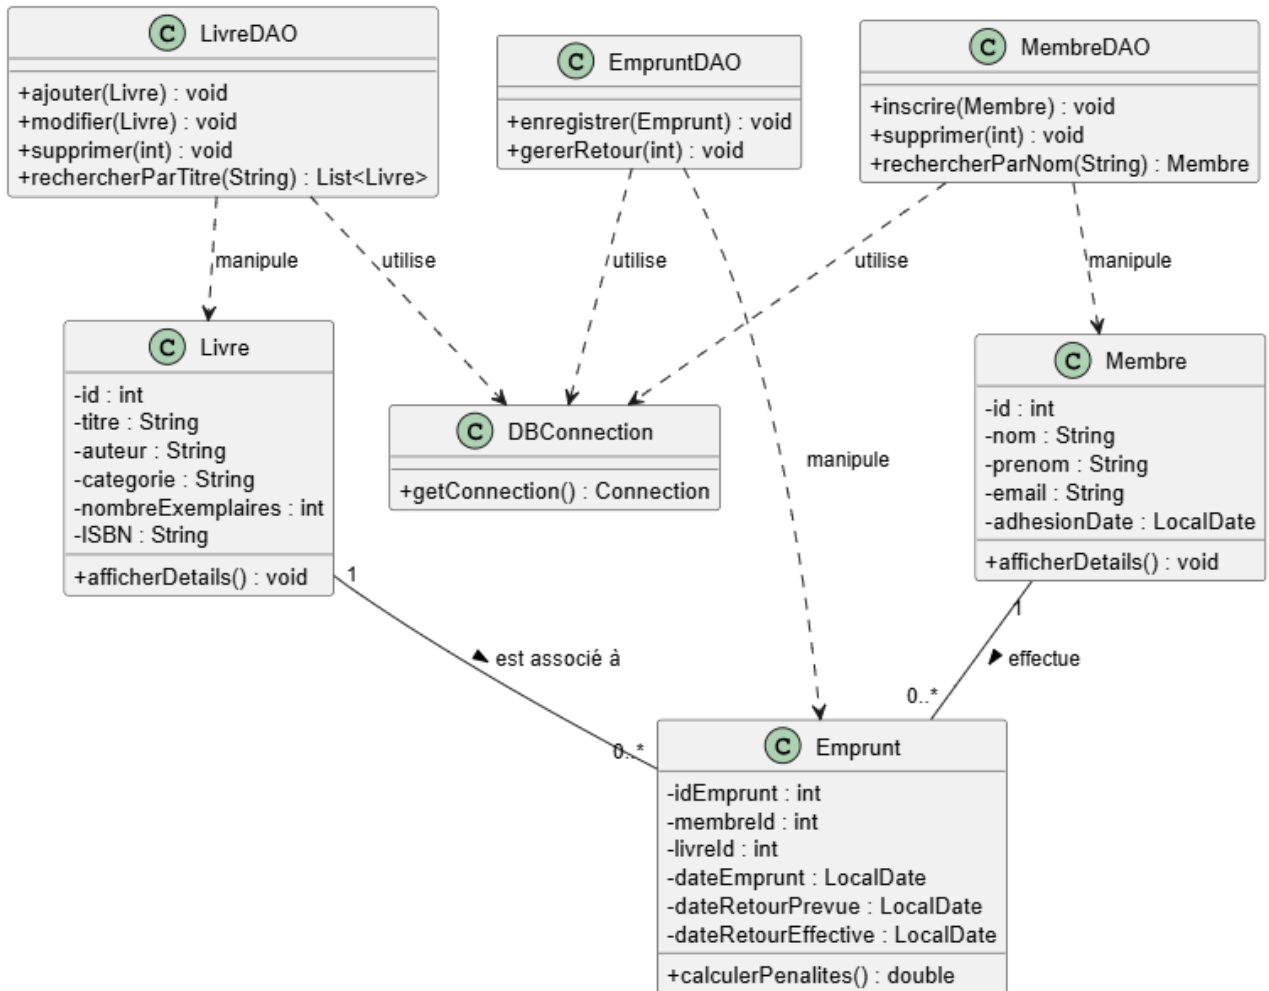 C LivreDAO
+ajouter(Livre) : void
+modifier(Livre) : void
+supprimer(int) : void
+rechercherParTitre(String) : List<Livre>
C EmpruntDAO
+enregistrer(Emprunt) : void
+gererRetour(int) : void
C MembreDAO
+inscrire(Membre) : void
+supprimer(int) : void
+rechercherParNom(String) : Membre
manipule
utilise
utilise
utilise
manipule
C Livre
-id : int
-titre : String
-auteur : String
-categorie : String
-nombreExemplaires : int
-ISBN : String
+afficherDetails() : void
C DBConnection
+getConnection() : Connection
manipule
C Membre
-id : int
-nom : String
-prenom : String
-email : String
-adhesionDate : LocalDate
+afficherDetails() : void
1
1
est associé à
effectue
0..*
0..*
C Emprunt
-idEmprunt : int
-membreId : int
-livreId : int
-dateEmprunt : LocalDate
-dateRetourPrevue : LocalDate
-dateRetourEffective : LocalDate
+calculerPenalites() : double